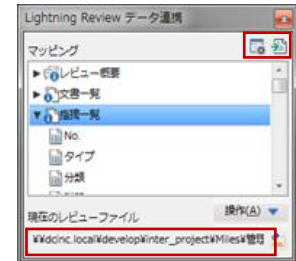 Lightning Review データ連携
マッピング
▶ レビュー概要
▶ 文書一覧
▼ 指摘一覧
No.
タイプ
分類
現在のレビューファイル 操作(A) ▼
¥¥dcinc.local¥develop¥inter_project¥Miles¥管理